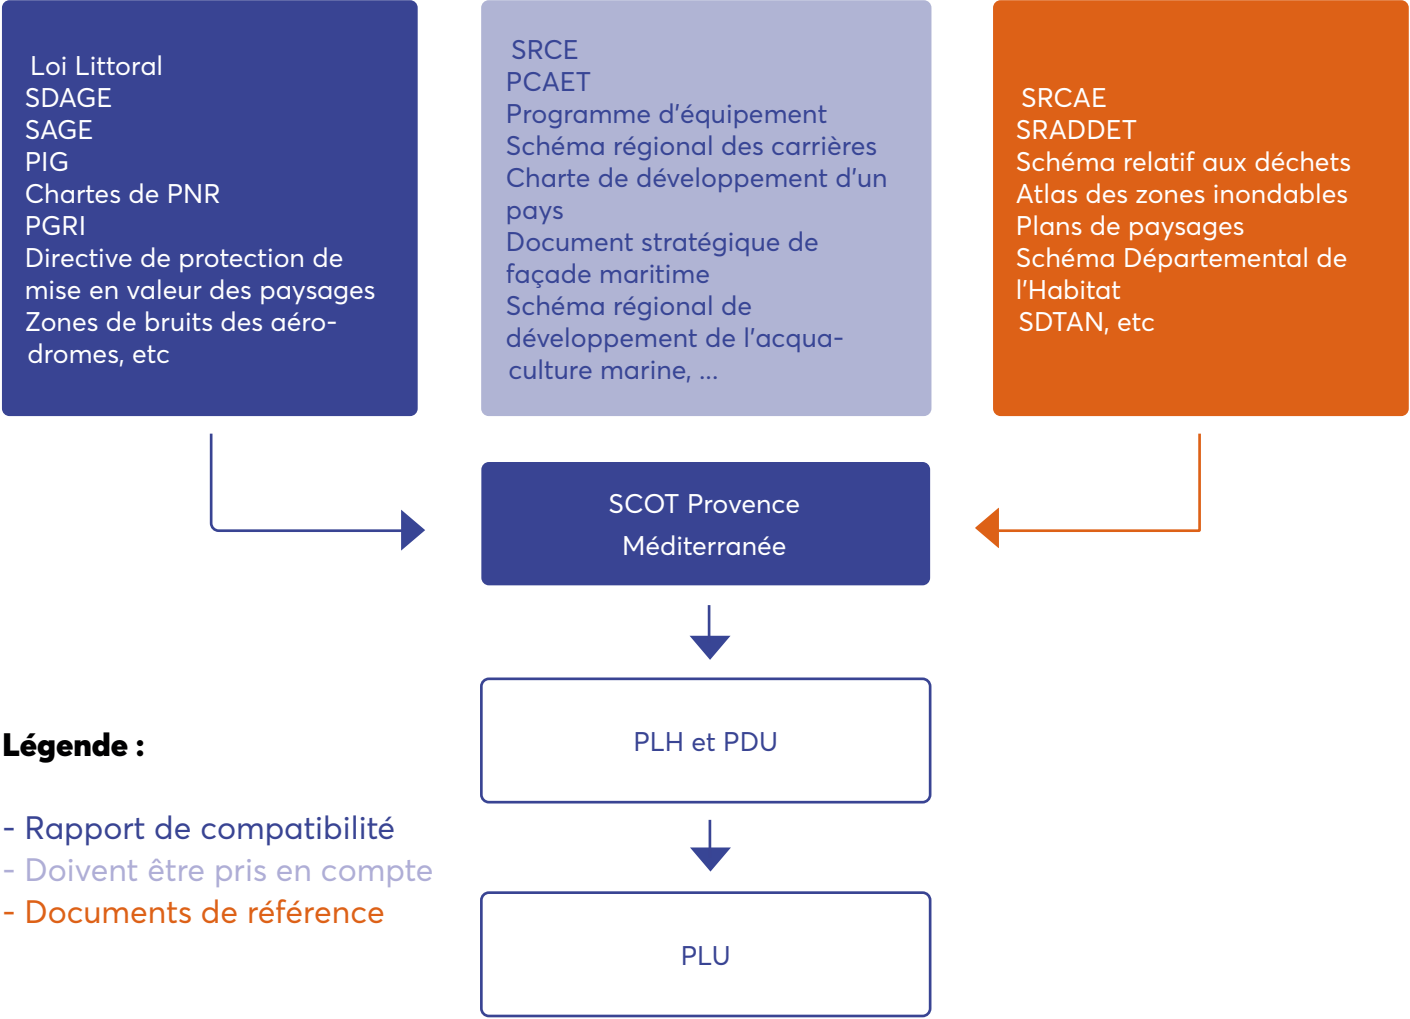 Loi Littoral
SDAGE
SAGE
PIG
Chartes de PNR
PGRI
Directive de protection de
mise en valeur des paysages
Zones de bruits des aéro-
dromes, etc
SRCE
PCAET
Programme d'équipement
Schéma régional des carrières
Charte de développement d'un
pays
Document stratégique de
façade maritime
Schéma régional de
développement de l'acqua-
culture marine, ...
SRCAE
SRADDET
Schéma relatif aux déchets
Atlas des zones inondables
Plans de paysages
Schéma Départemental de
l'Habitat
SDTAN, etc
SCOT Provence
Méditerranée
PLH et PDU
PLU
Légende :
- Rapport de compatibilité
- Doivent être pris en compte
- Documents de référence